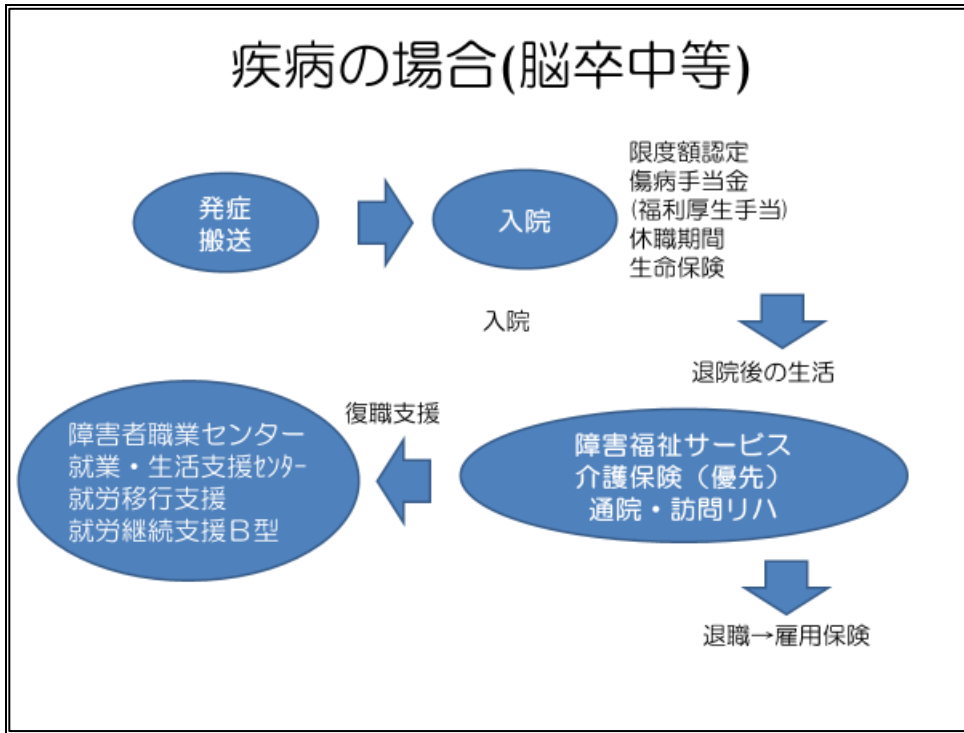 疾病の場合(脳卒中等)
発症
搬送
入院
限度額認定
傷病手当金
(福利厚生手当)
休職期間
生命保険
入院
退院後の生活
障害福祉サービス
介護保険（優先）
通院・訪問リハ
復職支援
障害者職業センター
就業・生活支援ｾﾝﾀｰ
就労移行支援
就労継続支援Ｂ型
退職→雇用保険